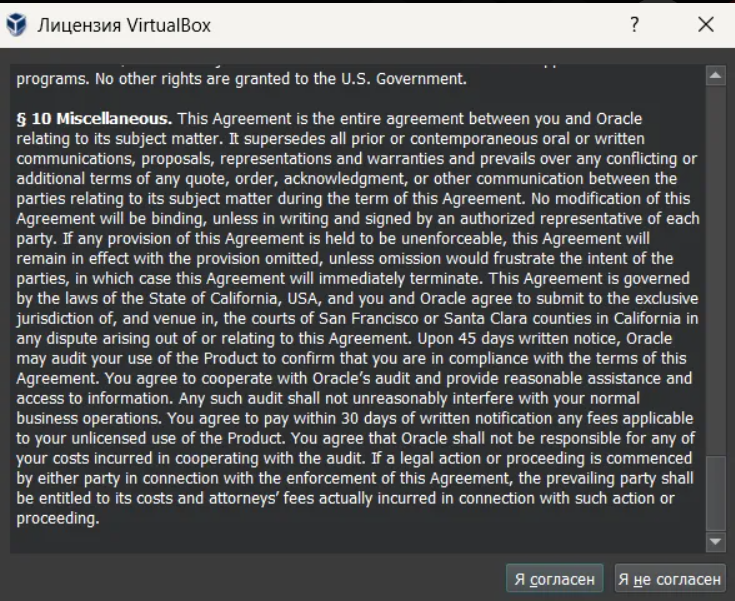 Лицензия VirtualBox
?
programs. No other rights are granted to the U.S. Government.
§ 10 Miscellaneous. This Agreement is the entire agreement between you and Oracle
relating to its subject matter. It supersedes all prior or contemporaneous oral or written
communications, proposals, representations and warranties and prevails over any conflicting or
additional terms of any quote, order, acknowledgment, or other communication between the
parties relating to its subject matter during the term of this Agreement. No modification of this
Agreement will be binding, unless in writing and signed by an authorized representative of each
party. If any provision of this Agreement is held to be unenforceable, this Agreement will
remain in effect with the provision omitted, unless omission would frustrate the intent of the
parties, in which case this Agreement will immediately terminate. This Agreement is governed
by the laws of the State of California, USA, and you and Oracle agree to submit to the exclusive
jurisdiction of, and venue in, the courts of San Francisco or Santa Clara counties in California in
any dispute arising out of or relating to this Agreement. Upon 45 days written notice, Oracle
may audit your use of the Product to confirm that you are in compliance with the terms of this
Agreement. You agree to cooperate with Oracle’s audit and provide reasonable assistance and
access to information. Any such audit shall not unreasonably interfere with your normal
business operations. You agree to pay within 30 days of written notification any fees applicable
to your unlicensed use of the Product. You agree that Oracle shall not be responsible for any of
your costs incurred in cooperating with the audit. If a legal action or proceeding is commenced
by either party in connection with the enforcement of this Agreement, the prevailing party shall
be entitled to its costs and attorneys’ fees actually incurred in connection with such action or
proceeding.
Я согласен
Я не согласен